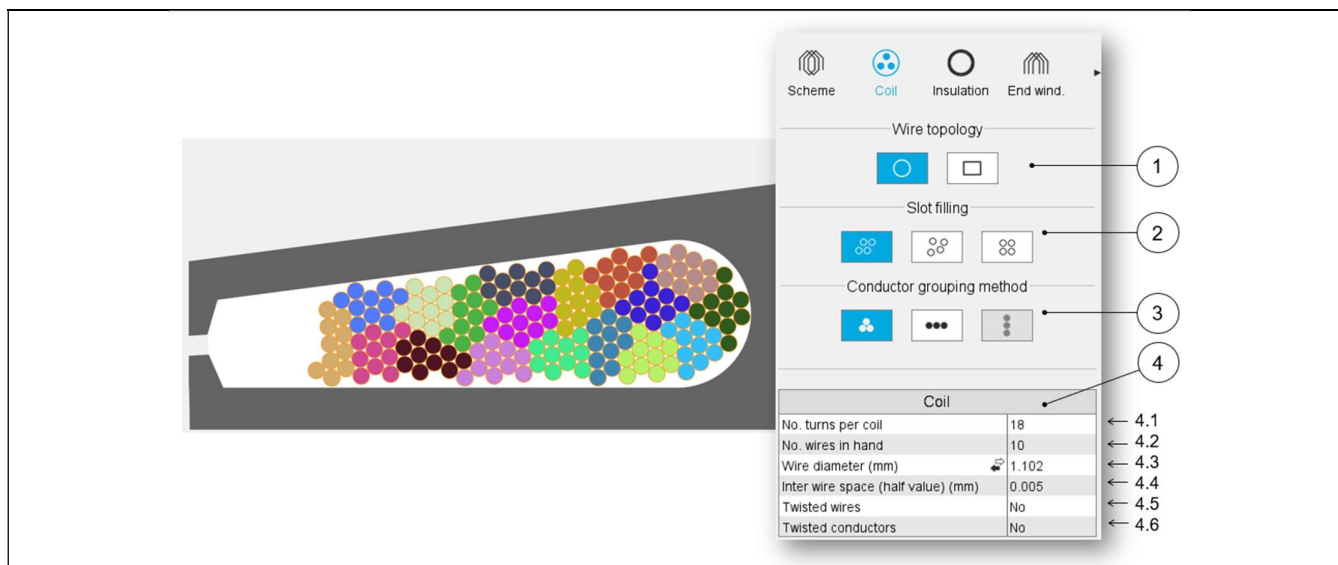 Scheme Coil Insulation End wind.
Wire topology
1
Slot filling
2
Conductor grouping method
3
4
Coil
No. turns per coil 18 4.1
No. wires in hand 10 4.2
Wire diameter (mm) 1.102 4.3
Inter wire space (half value) (mm) 0.005 4.4
Twisted wires No 4.5
Twisted conductors No 4.6